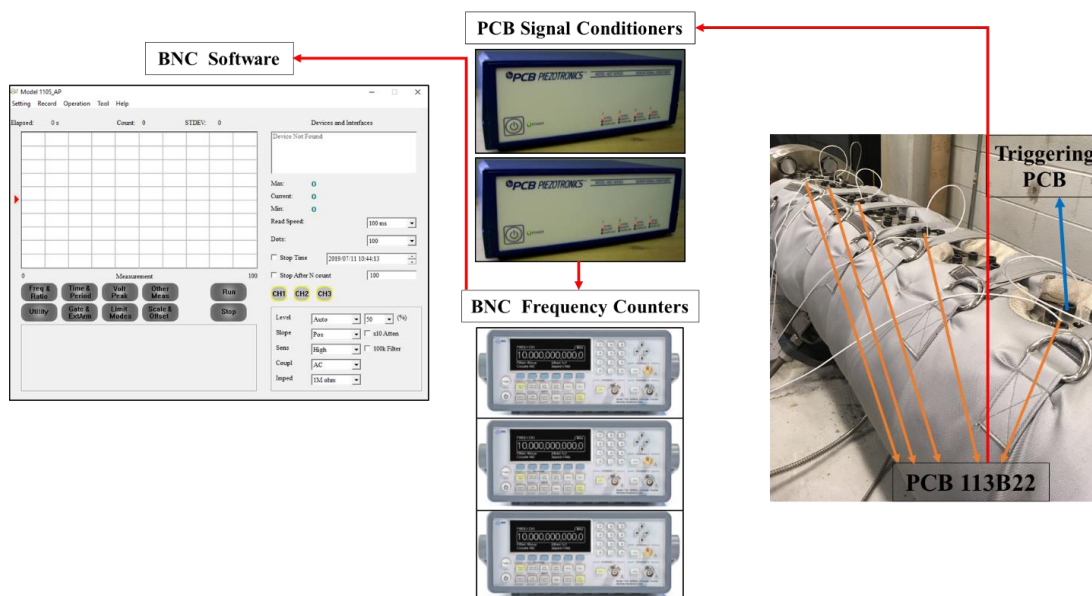 PCB Signal Conditioners
BNC Software
PCB PIEZOTRONICS
POWER
PCB PIEZOTRONICS
POWER
Model 1105_AP
Setting Record Operation Tool Help
Elapsed: 0 s Count: 0 STDEV: 0
Devices and Interfaces
Device Not Found
Max: 0
Current: 0
Min: 0
Read Speed: 100 ms
Dots: 100
Stop Time 2019/07/11 10:44:13
Stop After N count 100
0 Measurement 100
Freq & Ratio
Time & Period
Volt Peak
Other Meas
Run
Utility
Gate & ExtArm
Limit Modes
Scale & Offset
Stop
CH1 CH2 CH3
Level Auto 50 (%)
Slope Pos x10 Atten
Sens High 100k Filter
Coupl AC
Imped 1M ohm
BNC Frequency Counters
10.000,000,000,0
10.000,000,000,0
10.000,000,000,0
Triggering
PCB
PCB 113B22